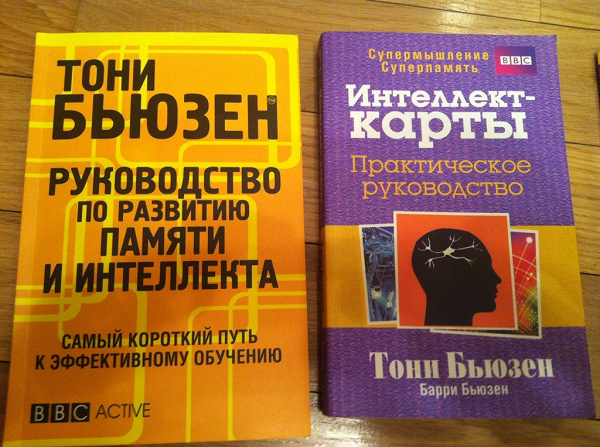 ТОНИ
БЬЮЗЕН™
РУКОВОДСТВО
ПО РАЗВИТИЮ
ПАМЯТИ
И ИНТЕЛЛЕКТА
САМЫЙ КОРОТКИЙ ПУТЬ
К ЭФФЕКТИВНОМУ ОБУЧЕНИЮ
BBC ACTIVE
Супермышление
Суперпамять
BBC
Интеллект-
карты
Практическое
руководство
Тони Бьюзен
Барри Бьюзен